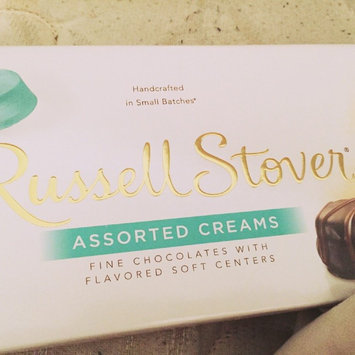 Handcrafted
in Small Batches*
Russell Stover®
ASSORTED CREAMS
FINE CHOCOLATES WITH
FLAVORED SOFT CENTERS